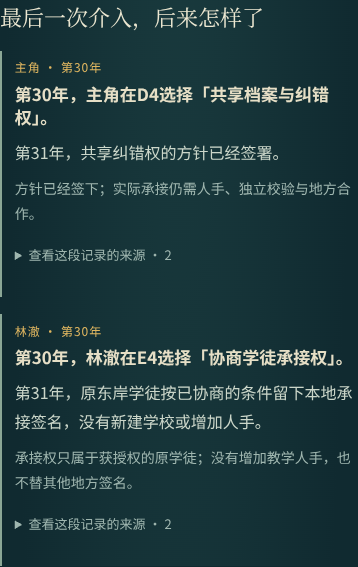 最后一次介入，后来怎样了
主角 · 第30年
第30年，主角在D4选择「共享档案与纠错
权」。
第31年，共享纠错权的方针已经签署。
方针已经签下；实际承接仍需人手、独立校验与地方合
作。
▶ 查看这段记录的来源 · 2
林澈 · 第30年
第30年，林澈在E4选择「协商学徒承接权」。
第31年，原东岸学徒按已协商的条件留下本地承
接签名，没有新建学校或增加人手。
承接权只属于获授权的原学徒；没有增加教学人手，也
不替其他地方签名。
▶ 查看这段记录的来源 · 2